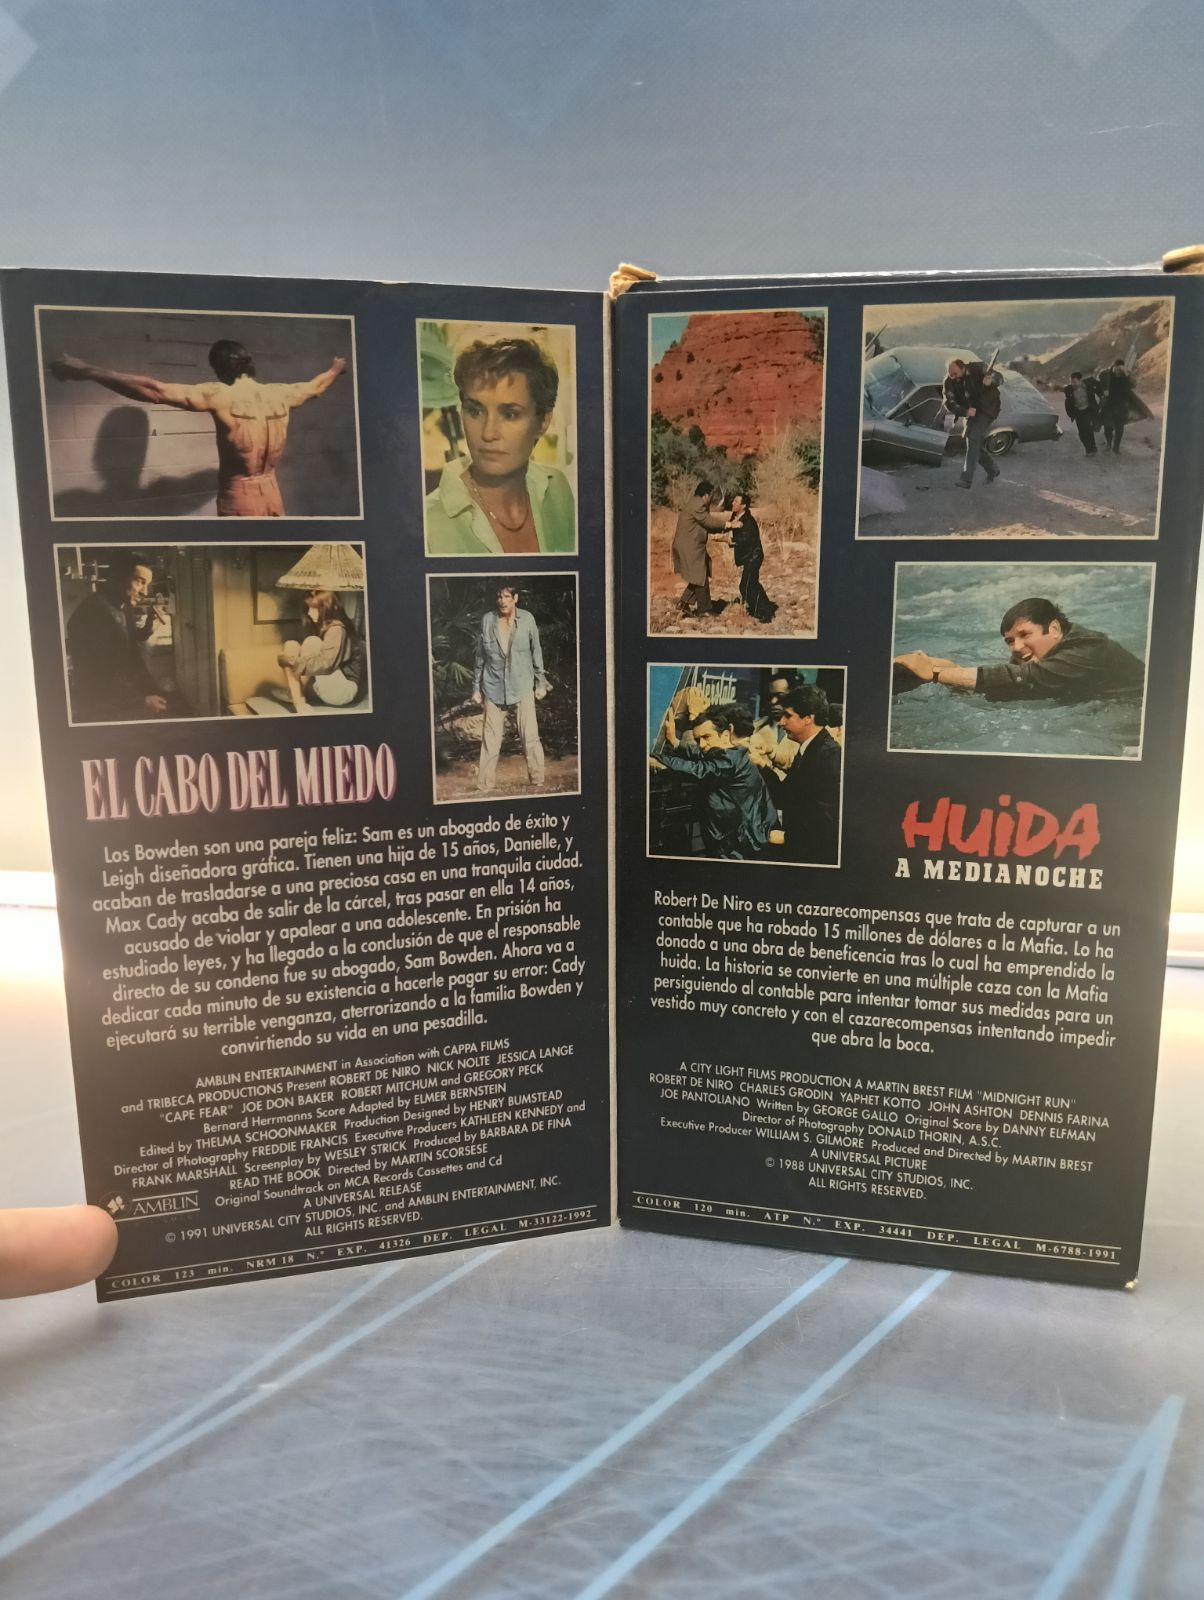 EL CABO DEL MIEDO
Los Bowden son una pareja feliz: Sam es un abogado de éxito y
Leigh diseñadora gráfica. Tienen una hija de 15 años, Danielle, y
acaban de trasladarse a una preciosa casa en una tranquila ciudad.
Max Cady acaba de salir de la cárcel, tras pasar en ella 14 años,
acusado de violar y apalear a una adolescente. En prisión ha
estudiado leyes, y ha llegado a la conclusión de que el responsable
directo de su condena fue su abogado, Sam Bowden. Ahora va a
dedicar cada minuto de su existencia a hacerle pagar su error: Cady
ejecutará su terrible venganza, aterrorizando a la familia Bowden y
convirtiendo su vida en una pesadilla.
AMBLIN ENTERTAINMENT in Association with CAPPA FILMS
and TRIBECA PRODUCTIONS Present ROBERT DE NIRO NICK NOLTE JESSICA LANGE
"CAPE FEAR" JOE DON BAKER ROBERT MITCHUM and GREGORY PECK
Bernard Herrmanns Score Adapted by ELMER BERNSTEIN
Edited by THELMA SCHOONMAKER Production Designed by HENRY BUMSTEAD
Director of Photography FREDDIE FRANCIS Executive Producers KATHLEEN KENNEDY and
FRANK MARSHALL Screenplay by WESLEY STRICK Produced by BARBARA DE FINA
READ THE BOOK Directed by MARTIN SCORSESE
Original Soundtrack on MCA Records Cassettes and Cd
AMBLIN
A UNIVERSAL RELEASE
© 1991 UNIVERSAL CITY STUDIOS, INC. and AMBLIN ENTERTAINMENT, INC.
ALL RIGHTS RESERVED.
COLOR 123 min. NRM 18 N.º EXP. 41326 DEP. LEGAL M-33122-1992
Interstate
HUIDA
A MEDIANOCHE
Robert De Niro es un cazarecompensas que trata de capturar a un
contable que ha robado 15 millones de dólares a la Mafia. Lo ha
donado a una obra de beneficencia tras lo cual ha emprendido la
huida. La historia se convierte en una múltiple caza con la Mafia
persiguiendo al contable para intentar tomar sus medidas para un
vestido muy concreto y con el cazarecompensas intentando impedir
que abra la boca.
A CITY LIGHT FILMS PRODUCTION A MARTIN BREST FILM "MIDNIGHT RUN"
ROBERT DE NIRO CHARLES GRODIN YAPHET KOTTO JOHN ASHTON DENNIS FARINA
JOE PANTOLIANO Written by GEORGE GALLO Original Score by DANNY ELFMAN
Director of Photography DONALD THORIN, A.S.C.
Executive Producer WILLIAM S. GILMORE Produced and Directed by MARTIN BREST
A UNIVERSAL PICTURE
© 1988 UNIVERSAL CITY STUDIOS, INC.
ALL RIGHTS RESERVED.
COLOR 120 min. ATP N.º EXP. 34441 DEP. LEGAL M-6788-1991